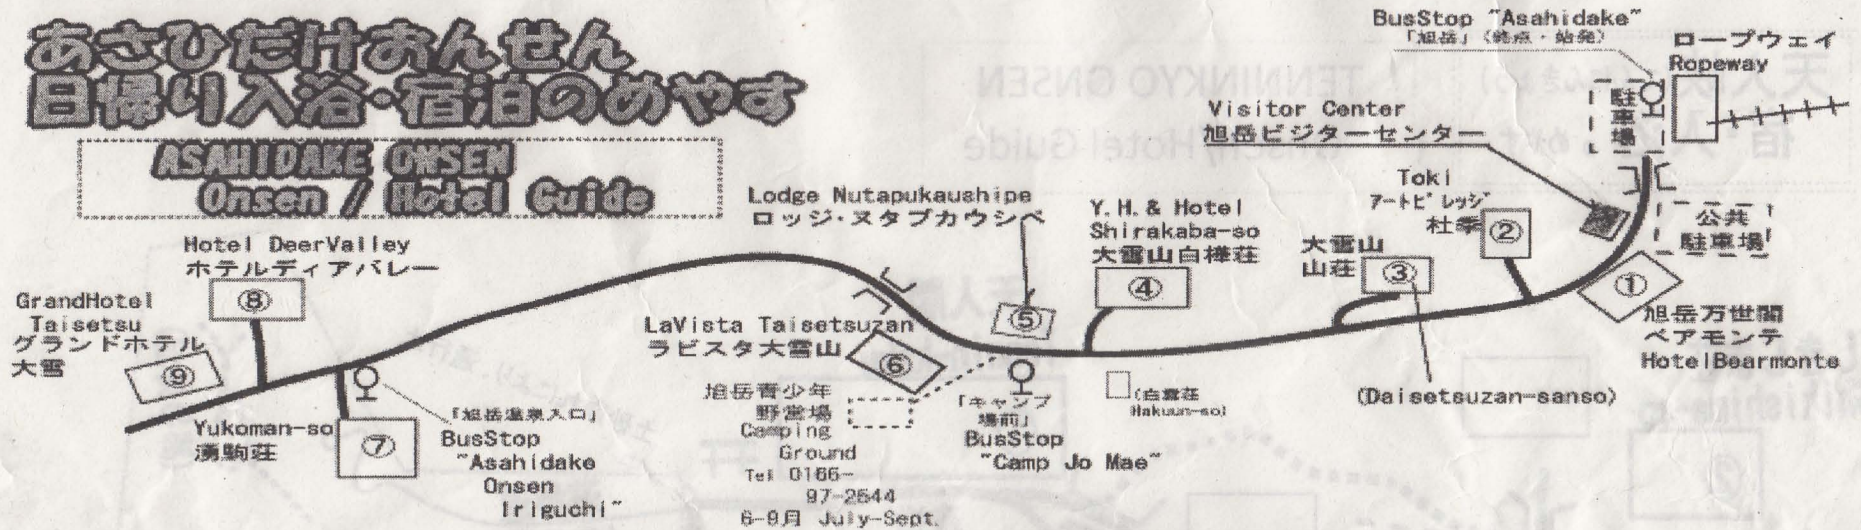 あさひだけおんせん
日帰り入浴・宿泊のめやす
ASAHIDAKE ONSEN
Onsen / Hotel Guide
BusStop "Asahidake"
「旭岳」(終点・始発)
ロープウェイ
Ropeway
駐車場
Visitor Center
旭岳ビジターセンター
公共
駐車場
Toki
アートビレッジ
杜季
②
①
旭岳万世閣
ベアモンテ
HotelBearmonte
大雪山
山荘
③
(Daisetsuzan-sanso)
Y.H.& Hotel
Shirakaba-so
大雪山白樺荘
④
Lodge Nutapukaushipe
ロッジ・ヌタプカウシペ
⑤
(白雲荘
Hakuun-so)
「キャンプ
場前」
BusStop
"Camp Jo Mae"
LaVista Taisetsuzan
ラビスタ大雪山
⑥
旭岳青少年
野営場
Camping
Ground
Tel 0166-
97-2544
6-9月 July-Sept.
Hotel DeerValley
ホテルディアバレー
⑧
GrandHotel
Taisetsu
グランドホテル
大雪
⑨
Yukoman-so
湧駒荘
⑦
「旭岳温泉入口」
BusStop
"Asahidake
Onsen
Iriguchi"
TENNINKYO ONSEN
Onsen/Hotel Guide